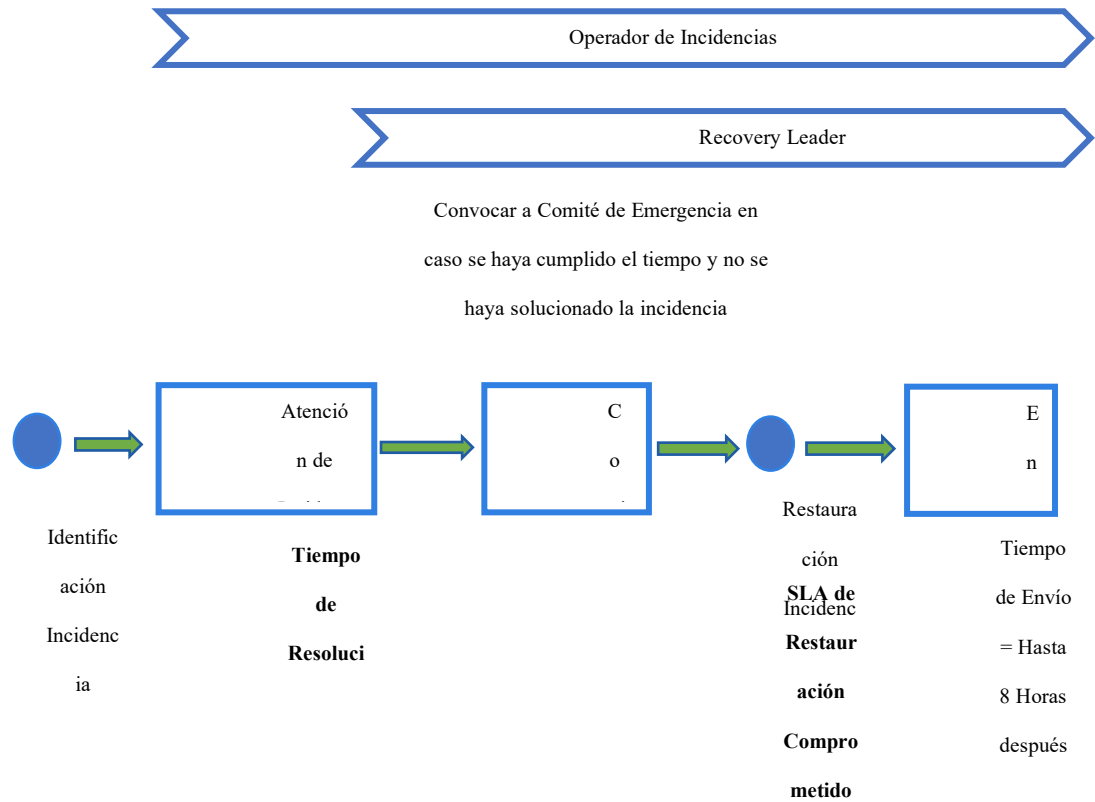 Operador de Incidencias
Recovery Leader
Convocar a Comité de Emergencia en
caso se haya cumplido el tiempo y no se
haya solucionado la incidencia
Atenció
n de
C
o
E
n
Identific
ación
Incidenc
ia
Tiempo
de
Resoluci
Restaura
ción
Incidenc
SLA de
Restaur
ación
Compro
metido
Tiempo
de Envío
= Hasta
8 Horas
después